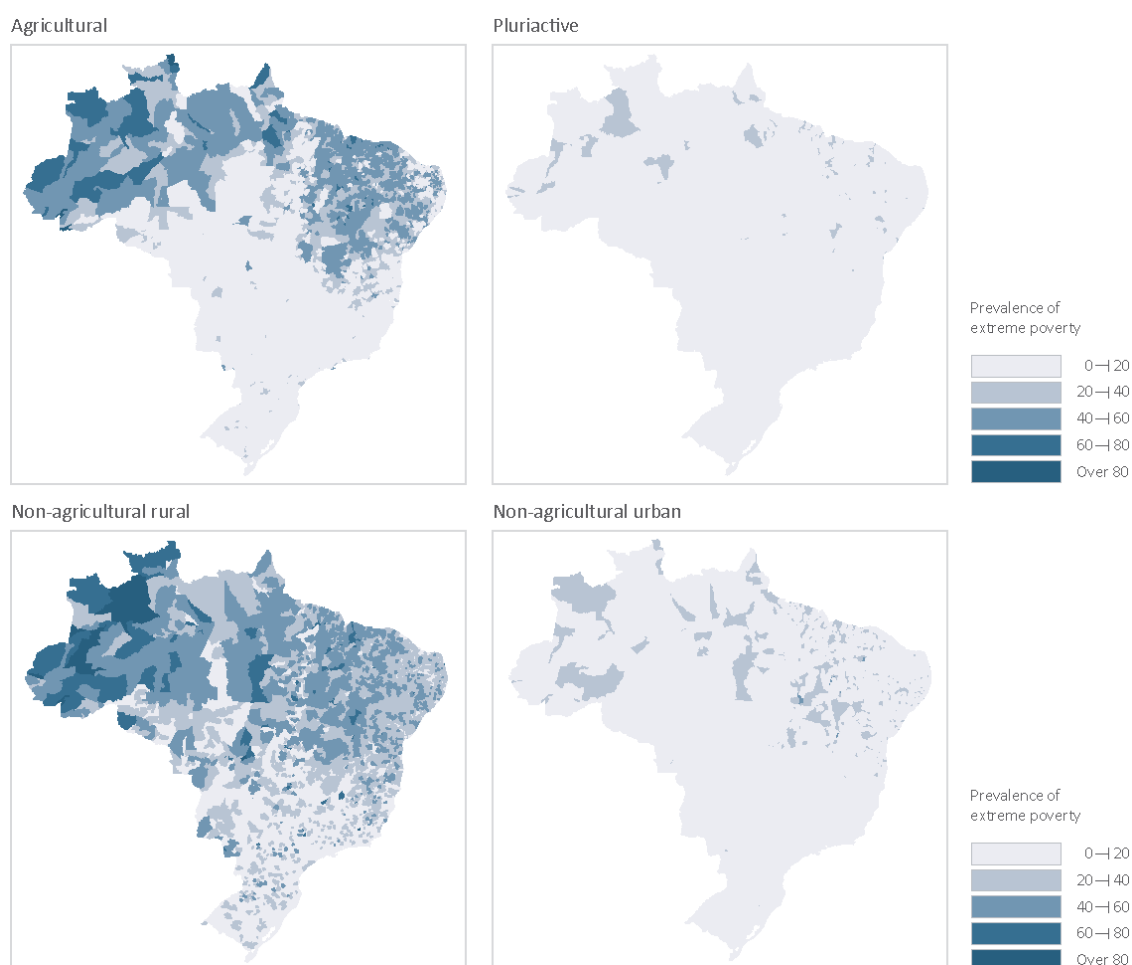 Agricultural
Pluriactive
Prevalence of
extreme poverty
0⊣20
20⊣40
40⊣60
60⊣80
Over 80
Non-agricultural rural
Non-agricultural urban
Prevalence of
extreme poverty
0⊣20
20⊣40
40⊣60
60⊣80
Over 80